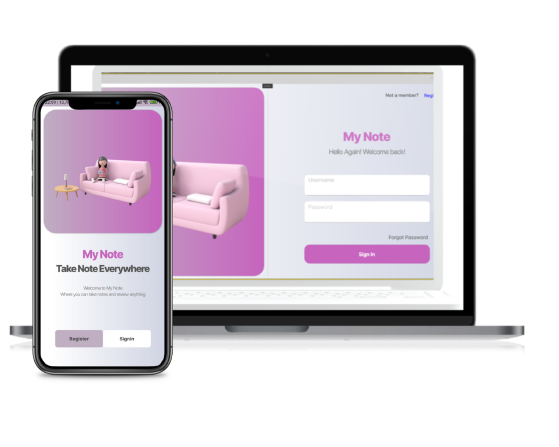 Not a member?
My Note
Hello Again! Welcome back!
Username
Password
Forgot Password
Sign In
My Note
Take Note Everywhere
Welcome to My Note
Where you can take notes and review anything
Register
Signin